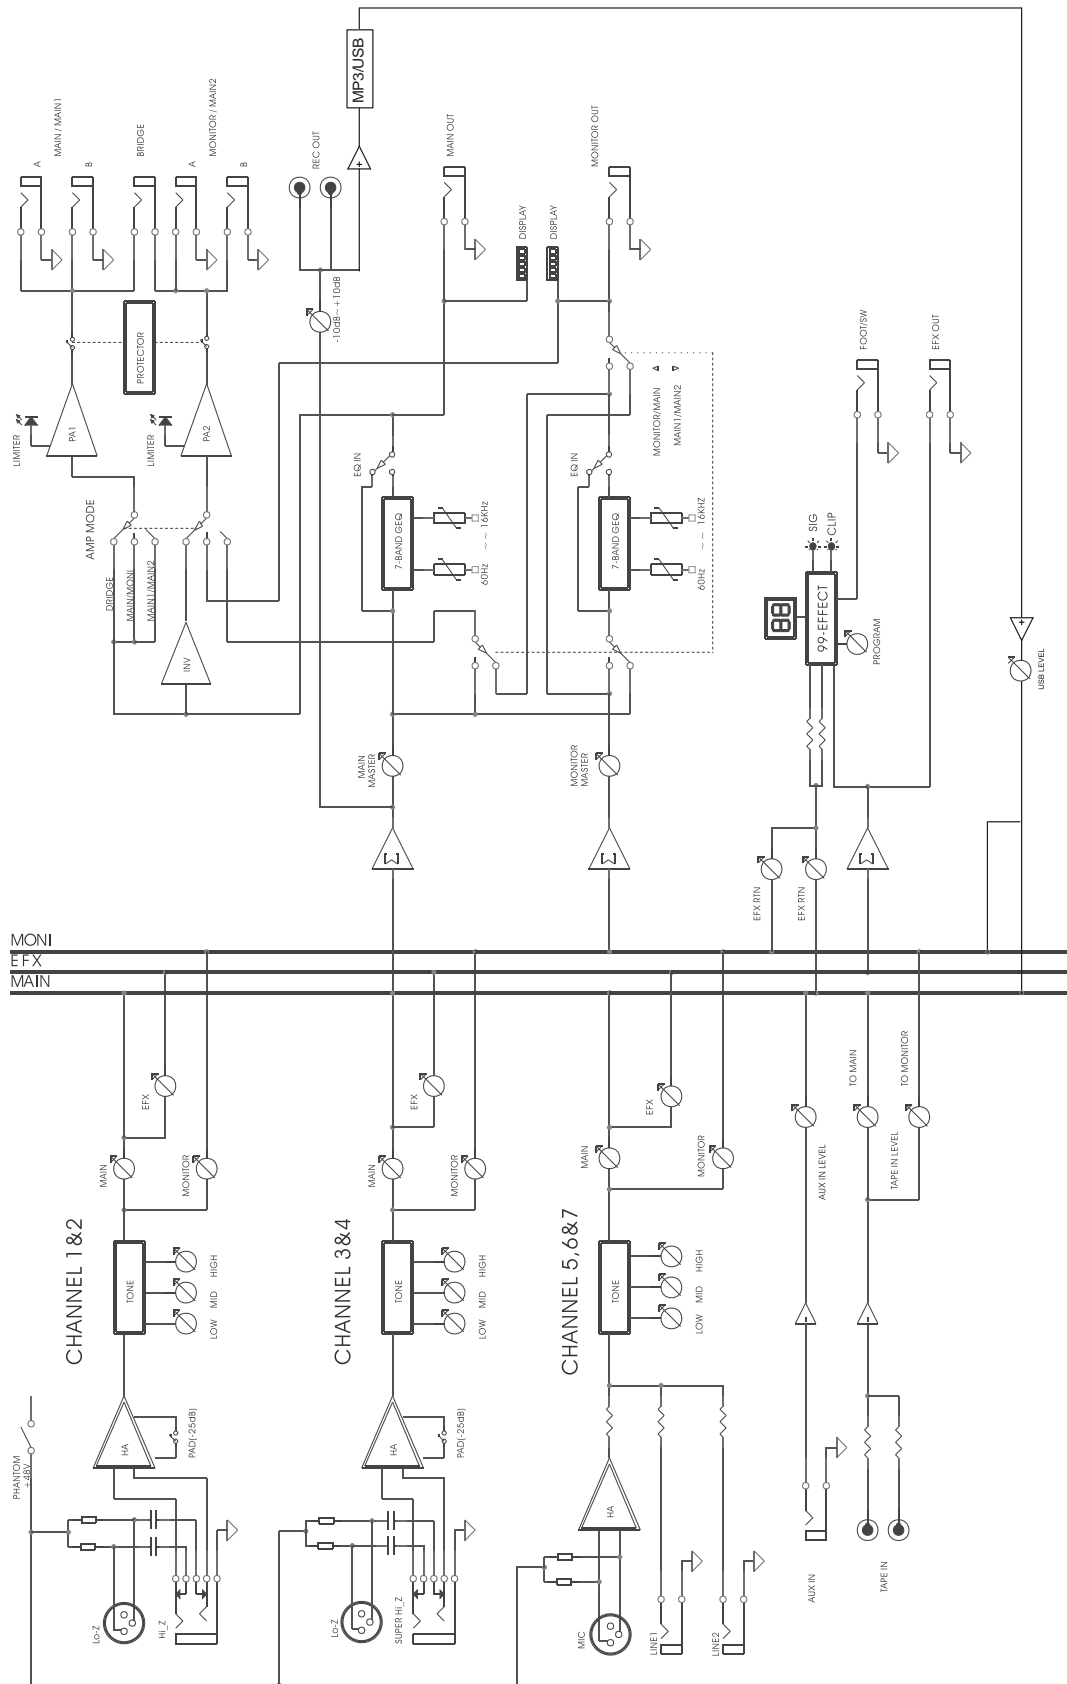 MP3/USB
MAIN / MAIN1
A
B
BRIDGE
MONITOR / MAIN2
A
B
REC OUT
MAIN OUT
MONITOR OUT
DISPLAY
DISPLAY
-10dB~+10dB
PROTECTOR
FOOT/SW
EFX OUT
LIMITER
PA1
LIMITER
PA2
MONITOR/MAIN
MAIN1/MAIN2
EQ IN
EQ IN
AMP MODE
DRIDGE
MAIN/MONI
MAIN1/MAIN2
7-BAND GEQ
60Hz ~ ~ 16KHz
7-BAND GEQ
60Hz ~ ~ 16KHZ
SIG
CLIP
88
99-EFFECT
PROGRAM
INV
USB LEVEL
MAIN
MASTER
MONITOR
MASTER
Σ
Σ
Σ
EFX RTN
EFX RTN
MONI
EFX
MAIN
EFX
EFX
EFX
TO MAIN
TO MONITOR
MAIN
MONITOR
MAIN
MONITOR
MAIN
MONITOR
AUX IN LEVEL
TAPE IN LEVEL
CHANNEL 1&2
TONE
LOW MID HIGH
CHANNEL 3&4
TONE
LOW MID HIGH
CHANNEL 5,6&7
TONE
LOW MID HIGH
PHANTOM
+48V
HA
PAD(-25dB)
HA
PAD(-25dB)
HA
Lo-Z
Hi_Z
Lo-Z
SUPER Hi_Z
MIC
LINE1
LINE2
AUX IN
TAPE IN